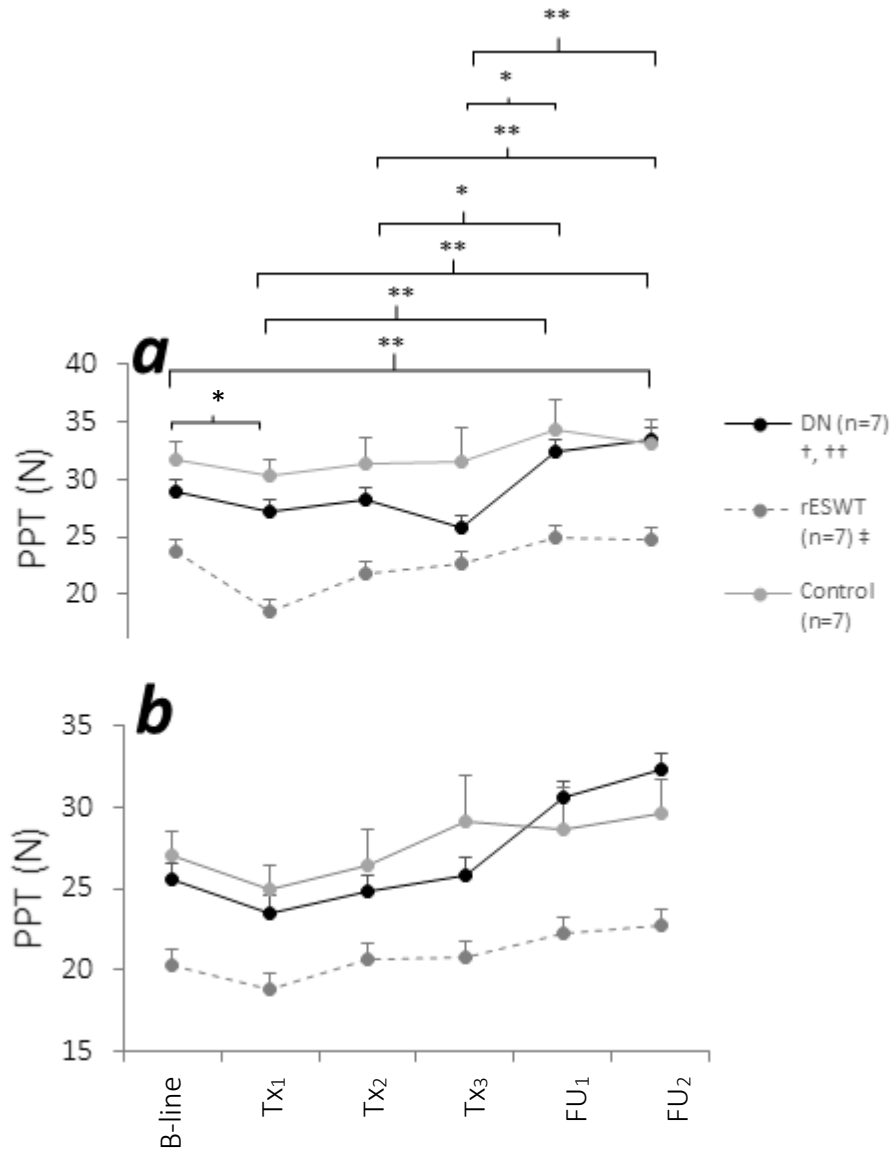 **
*
**
*
**
**
**
*
a
40
35
30
25
20
PPT (N)
DN (n=7)
†, ††
rESWT
(n=7) ‡
Control
(n=7)
b
35
30
25
20
15
PPT (N)
B-line
Tx₁
Tx₂
Tx₃
FU₁
FU₂